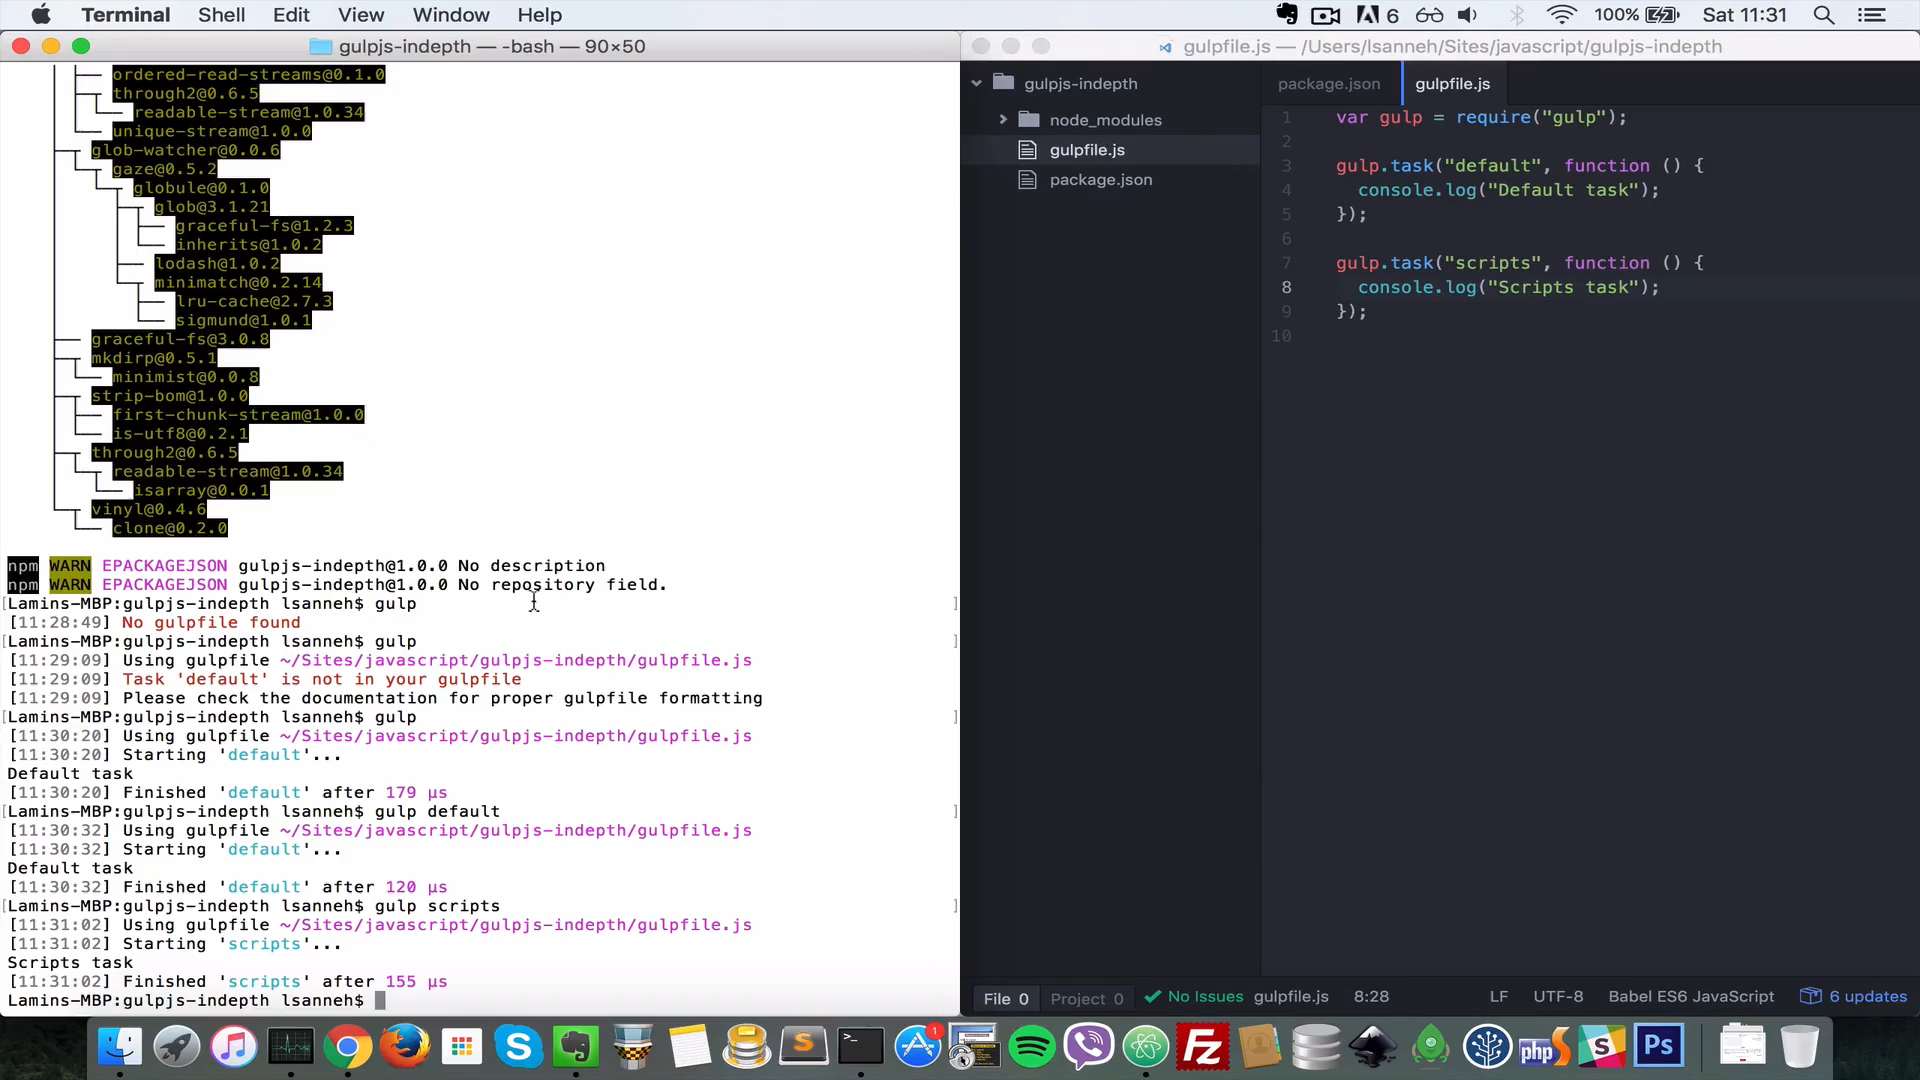 Terminal Shell Edit View Window Help 6 100% Sat 11:31
gulpjs-indepth — -bash — 90×50
ordered-read-streams@0.1.0
through2@0.6.5
readable-stream@1.0.34
unique-stream@1.0.0
glob-watcher@0.0.6
gaze@0.5.2
globule@0.1.0
glob@3.1.21
graceful-fs@1.2.3
inherits@1.0.2
lodash@1.0.2
minimatch@0.2.14
lru-cache@2.7.3
sigmund@1.0.1
graceful-fs@3.0.8
mkdirp@0.5.1
minimist@0.0.8
strip-bom@1.0.0
first-chunk-stream@1.0.0
is-utf8@0.2.1
through2@0.6.5
readable-stream@1.0.34
isarray@0.0.1
vinyl@0.4.6
clone@0.2.0
npm WARN EPACKAGEJSON gulpjs-indepth@1.0.0 No description
npm WARN EPACKAGEJSON gulpjs-indepth@1.0.0 No repository field.
[Lamins-MBP:gulpjs-indepth lsanneh$ gulp ]
[11:28:49] No gulpfile found
[Lamins-MBP:gulpjs-indepth lsanneh$ gulp ]
[11:29:09] Using gulpfile ~/Sites/javascript/gulpjs-indepth/gulpfile.js
[11:29:09] Task 'default' is not in your gulpfile
[11:29:09] Please check the documentation for proper gulpfile formatting
[Lamins-MBP:gulpjs-indepth lsanneh$ gulp ]
[11:30:20] Using gulpfile ~/Sites/javascript/gulpjs-indepth/gulpfile.js
[11:30:20] Starting 'default'...
Default task
[11:30:20] Finished 'default' after 179 μs
[Lamins-MBP:gulpjs-indepth lsanneh$ gulp default ]
[11:30:32] Using gulpfile ~/Sites/javascript/gulpjs-indepth/gulpfile.js
[11:30:32] Starting 'default'...
Default task
[11:30:32] Finished 'default' after 120 μs
[Lamins-MBP:gulpjs-indepth lsanneh$ gulp scripts ]
[11:31:02] Using gulpfile ~/Sites/javascript/gulpjs-indepth/gulpfile.js
[11:31:02] Starting 'scripts'...
Scripts task
[11:31:02] Finished 'scripts' after 155 μs
Lamins-MBP:gulpjs-indepth lsanneh$
gulpfile.js — /Users/lsanneh/Sites/javascript/gulpjs-indepth
gulpjs-indepth
node_modules
gulpfile.js
package.json
package.json gulpfile.js
1 var gulp = require("gulp");
2
3 gulp.task("default", function () {
4 console.log("Default task");
5 });
6
7 gulp.task("scripts", function () {
8 console.log("Scripts task");
9 });
10
File 0 Project 0 No Issues gulpfile.js 8:28 LF UTF-8 Babel ES6 JavaScript 6 updates
1
S
S
Fz
php
S
Ps